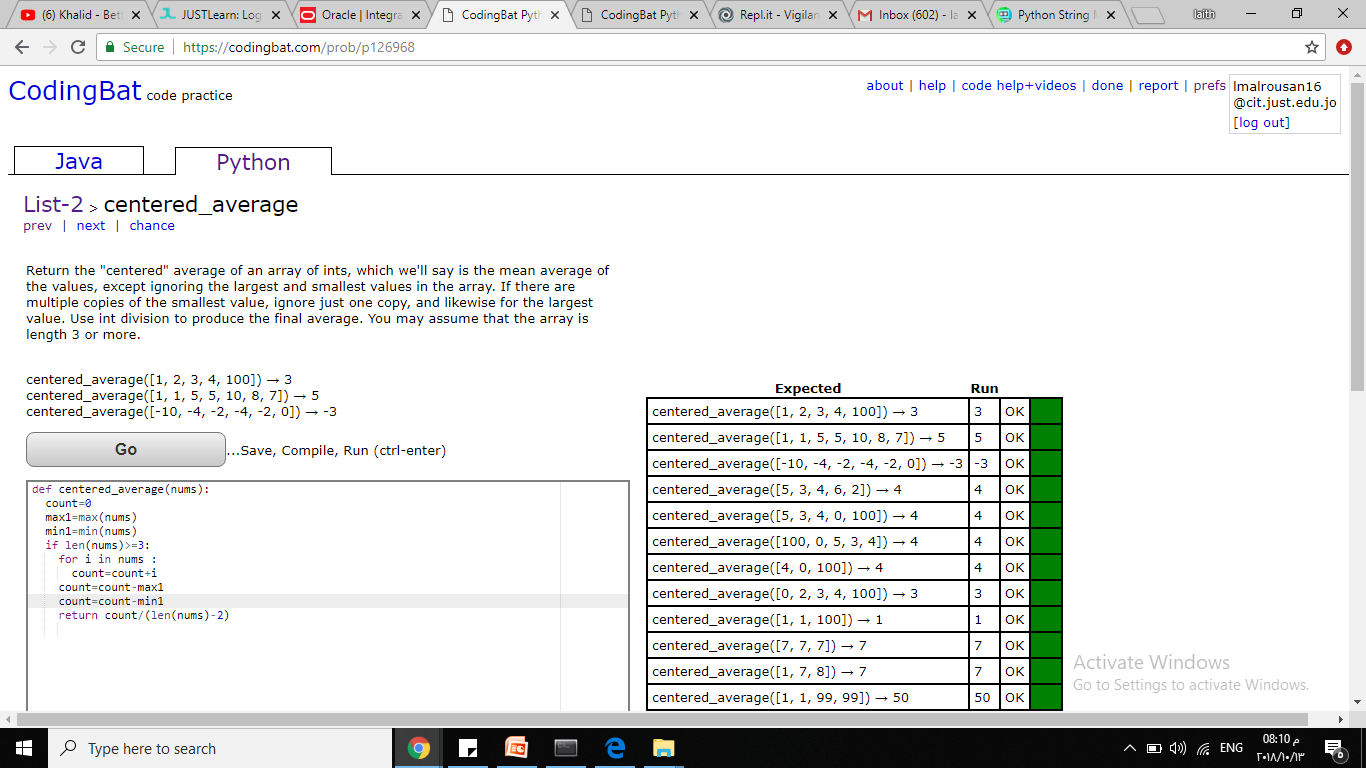 (6) Khalid - Bet
JUSTLearn: Log
Oracle | Integra
CodingBat Pyth
CodingBat Pyth
Repl.it - Vigilan
Inbox (602) - la
Python String M
laith
Secure | https://codingbat.com/prob/p126968
CodingBat code practice
about | help | code help+videos | done | report | prefs
lmalrousan16
@cit.just.edu.jo
[log out]
Java
Python
List-2 > centered_average
prev | next | chance
Return the "centered" average of an array of ints, which we'll say is the mean average of
the values, except ignoring the largest and smallest values in the array. If there are
multiple copies of the smallest value, ignore just one copy, and likewise for the largest
value. Use int division to produce the final average. You may assume that the array is
length 3 or more.
centered_average([1, 2, 3, 4, 100]) → 3
centered_average([1, 1, 5, 5, 10, 8, 7]) → 5
centered_average([-10, -4, -2, -4, -2, 0]) → -3
Go ...Save, Compile, Run (ctrl-enter)
def centered_average(nums):
  count=0
  max1=max(nums)
  min1=min(nums)
  if len(nums)>=3:
    for i in nums :
      count=count+i
    count=count-max1
    count=count-min1
    return count/(len(nums)-2)
Expected Run
centered_average([1, 2, 3, 4, 100]) → 3 3 OK
centered_average([1, 1, 5, 5, 10, 8, 7]) → 5 5 OK
centered_average([-10, -4, -2, -4, -2, 0]) → -3 -3 OK
centered_average([5, 3, 4, 6, 2]) → 4 4 OK
centered_average([5, 3, 4, 0, 100]) → 4 4 OK
centered_average([100, 0, 5, 3, 4]) → 4 4 OK
centered_average([4, 0, 100]) → 4 4 OK
centered_average([0, 2, 3, 4, 100]) → 3 3 OK
centered_average([1, 1, 100]) → 1 1 OK
centered_average([7, 7, 7]) → 7 7 OK
centered_average([1, 7, 8]) → 7 7 OK
centered_average([1, 1, 99, 99]) → 50 50 OK
Activate Windows
Go to Settings to activate Windows.
Type here to search
ENG
08:10 م
٢٠١٨/١٠/١٣